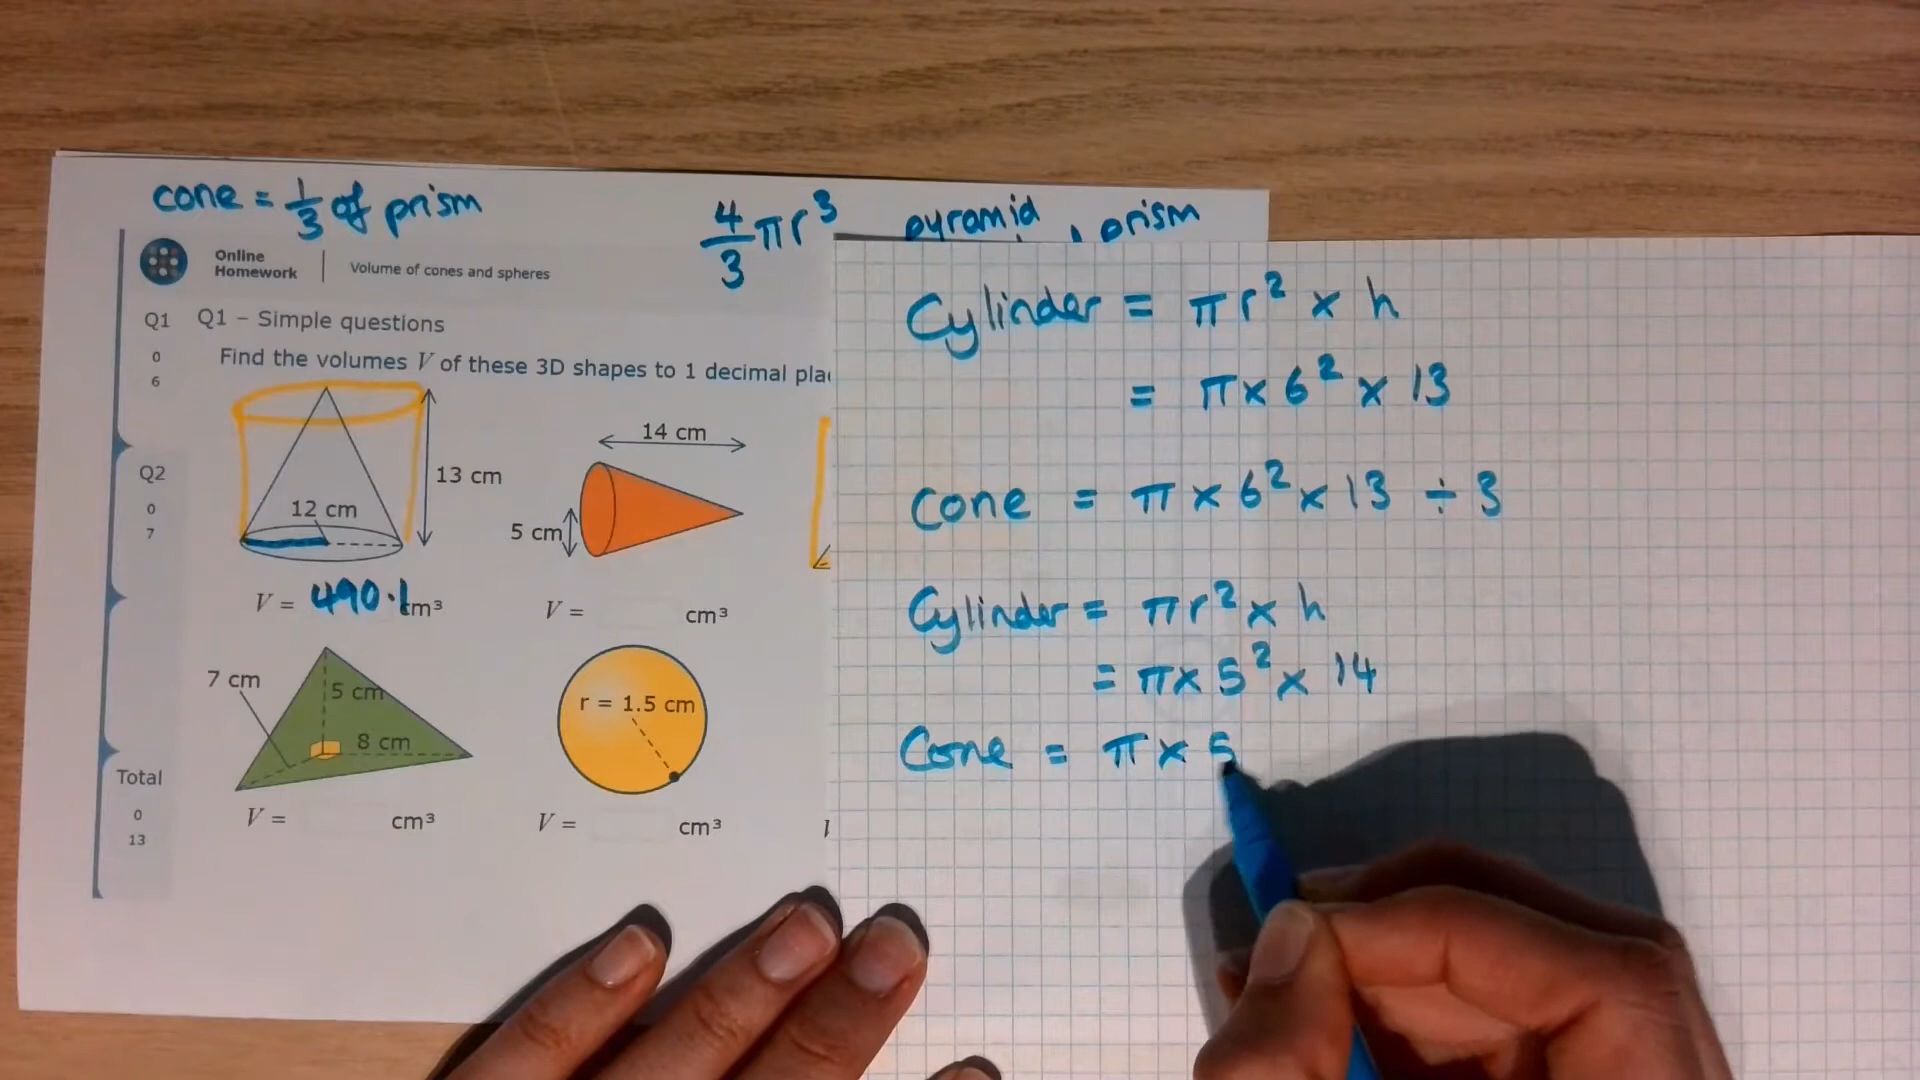 cone = 1/3 of prism
4/3 πr³
pyramid
prism
Online
Homework
Volume of cones and spheres
Q1
0
6
Q2
0
7
Total
0
13
Q1 – Simple questions
Find the volumes V of these 3D shapes to 1 decimal
13 cm
12 cm
V = 490.1 cm³
14 cm
5 cm
V = cm³
7 cm
5 cm
8 cm
V = cm³
r = 1.5 cm
V = cm³
Cylinder = πr² × h
= π × 6² × 13
Cone = π × 6² × 13 ÷ 3
Cylinder = πr² × h
= π × 5² × 14
Cone = π × 5